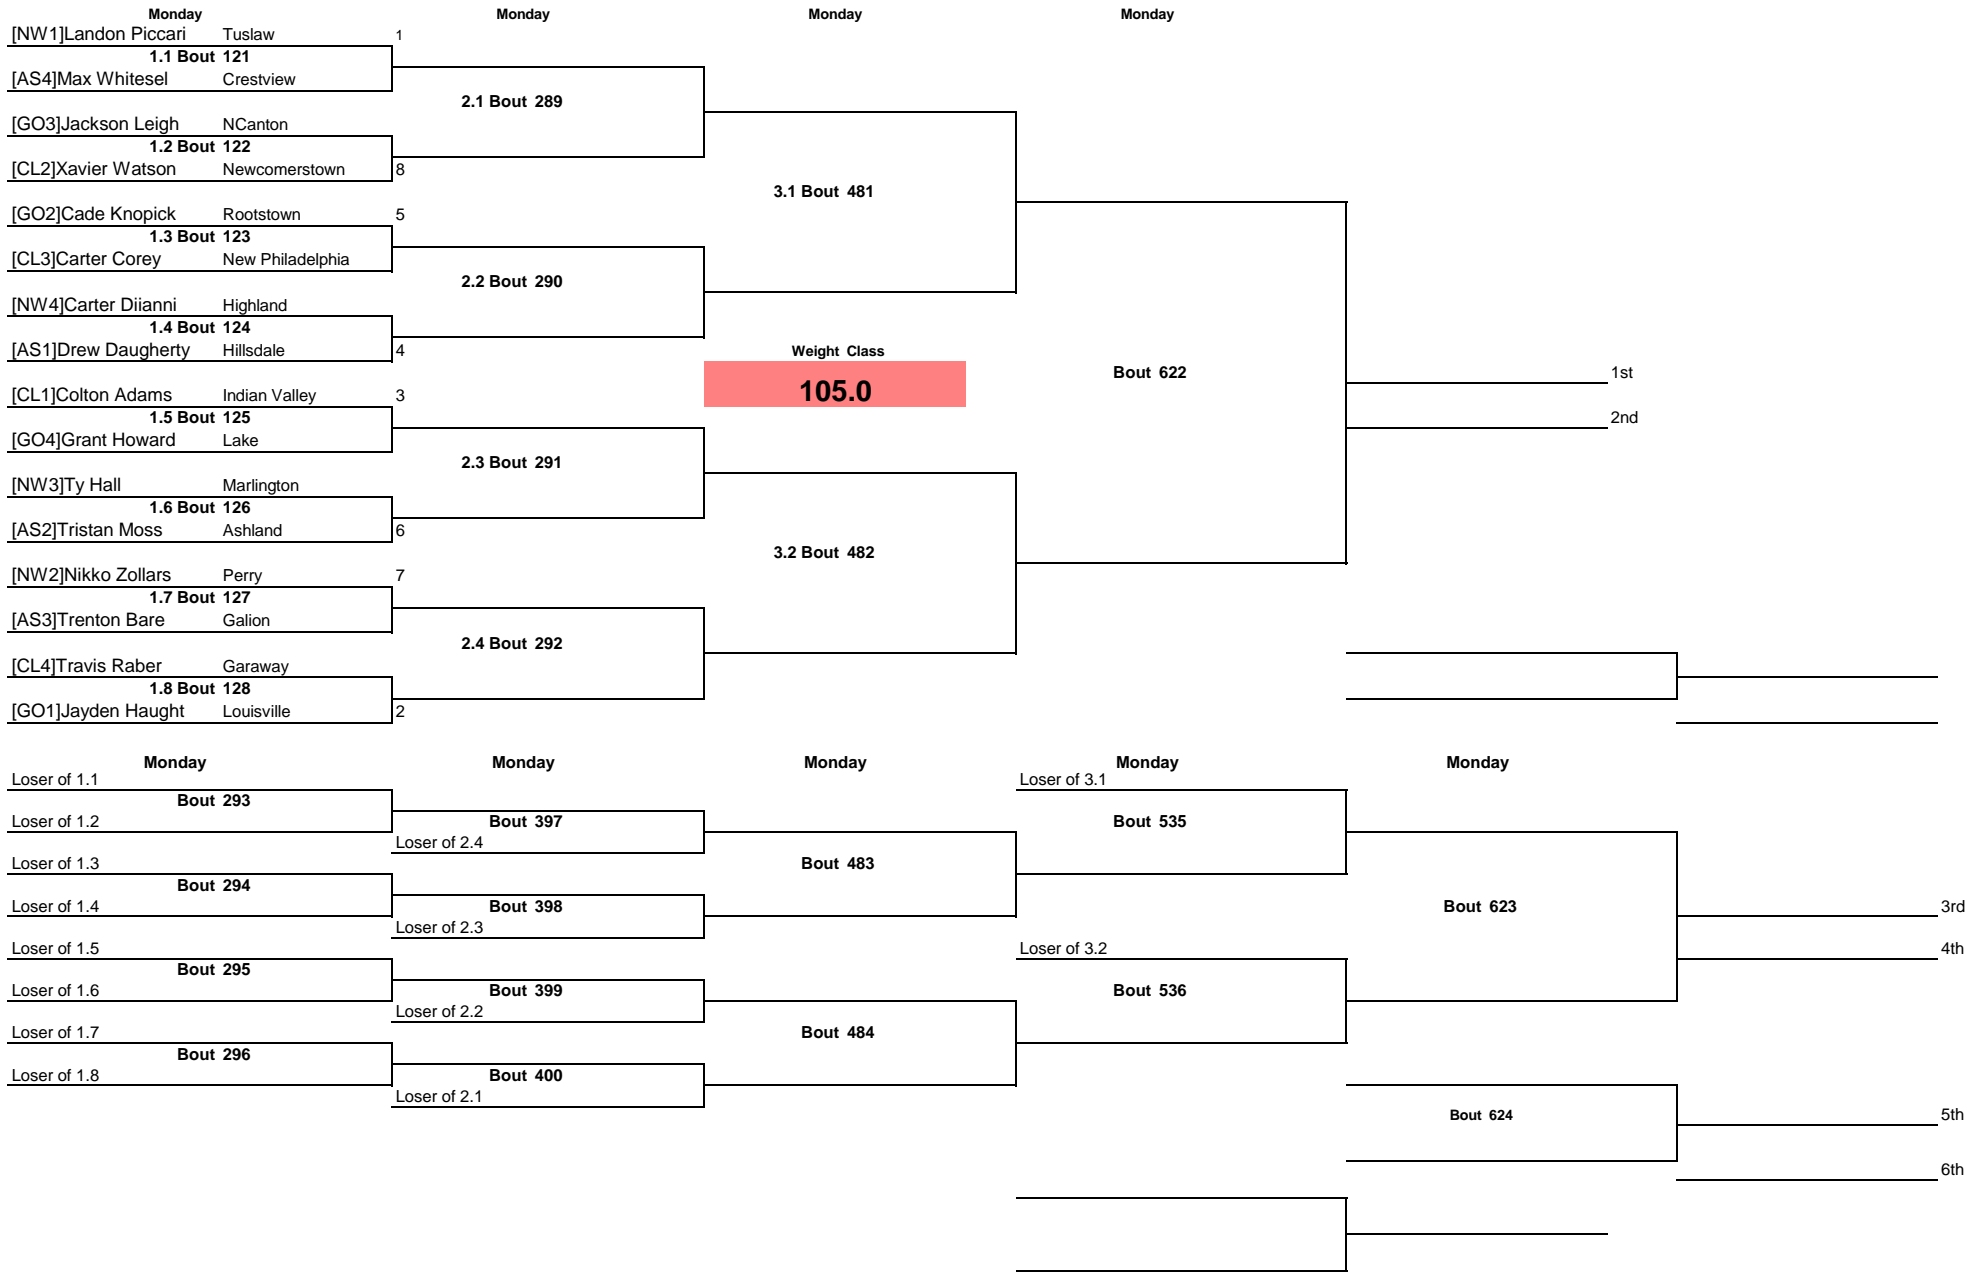 Monday Monday Monday Monday
[NW1]Landon Piccari Tuslaw 1
1.1 Bout 121
[AS4]Max Whitesel Crestview
2.1 Bout 289
[GO3]Jackson Leigh NCanton
1.2 Bout 122
[CL2]Xavier Watson Newcomerstown 8
3.1 Bout 481
[GO2]Cade Knopick Rootstown 5
1.3 Bout 123
[CL3]Carter Corey New Philadelphia
2.2 Bout 290
[NW4]Carter Diianni Highland
1.4 Bout 124
[AS1]Drew Daugherty Hillsdale 4 Weight Class
Bout 622 1st
[CL1]Colton Adams Indian Valley 3 105.0
1.5 Bout 125 2nd
[GO4]Grant Howard Lake
2.3 Bout 291
[NW3]Ty Hall Marlington
1.6 Bout 126
[AS2]Tristan Moss Ashland 6
3.2 Bout 482
[NW2]Nikko Zollars Perry 7
1.7 Bout 127
[AS3]Trenton Bare Galion
2.4 Bout 292
[CL4]Travis Raber Garaway
1.8 Bout 128
[GO1]Jayden Haught Louisville 2
Monday Monday Monday Monday Monday
Loser of 1.1 Loser of 3.1
Bout 293
Loser of 1.2 Bout 397 Bout 535
Loser of 2.4
Loser of 1.3 Bout 483
Bout 294
Loser of 1.4 Bout 398 Bout 623 3rd
Loser of 2.3
Loser of 1.5 Loser of 3.2 4th
Bout 295
Loser of 1.6 Bout 399 Bout 536
Loser of 2.2
Loser of 1.7 Bout 484
Bout 296
Loser of 1.8 Bout 400
Loser of 2.1
Bout 624 5th
6th